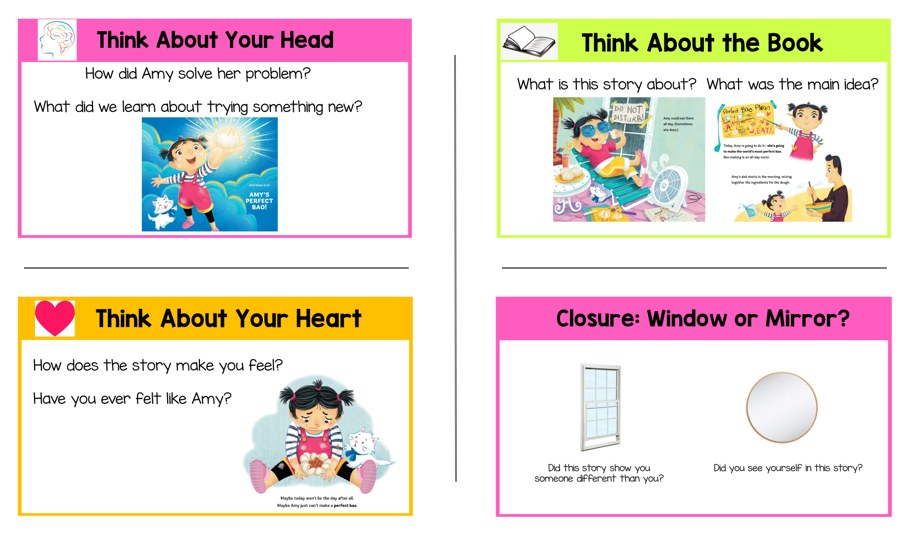 Think About Your Head
How did Amy solve her problem?
What did we learn about trying something new?
AMY'S
PERFECT
BAO!
Think About the Book
What is this story about? What was the main idea?
DO NOT
DISTURB!
Amy could eat them
all day. (Sometimes
she does.)
Perfect Bao Plan
EAT!
Today, Amy is going to do it—she's going
to make the world's most perfect bao.
Bao making is an all-day event.
Amy's dad starts in the morning, mixing
together the ingredients for the dough.
Think About Your Heart
How does the story make you feel?
Have you ever felt like Amy?
Maybe today won't be the day after all.
Maybe Amy just can't make a perfect bao.
Closure: Window or Mirror?
Did this story show you
someone different than you?
Did you see yourself in this story?